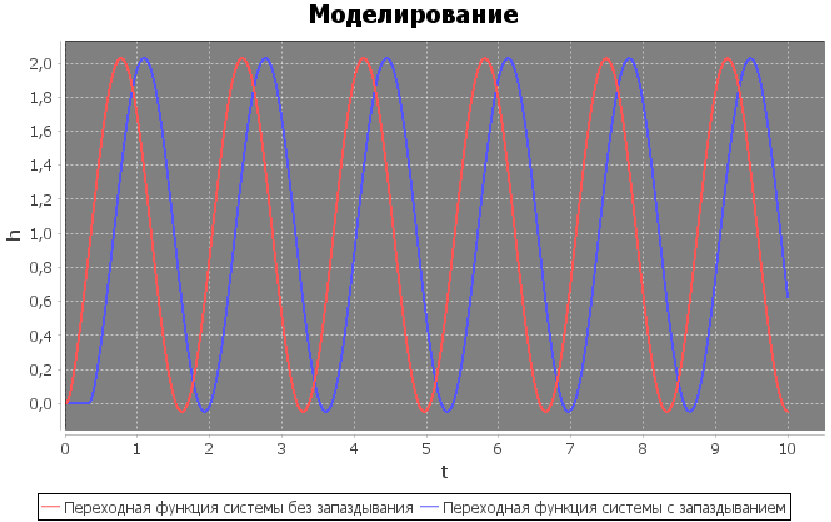 Моделирование
2,0
1,8
1,6
1,4
1,2
1,0
0,8
0,6
0,4
0,2
0,0
h
0 1 2 3 4 5 6 7 8 9 10
t
Переходная функция системы без запаздывания Переходная функция системы с запаздыванием